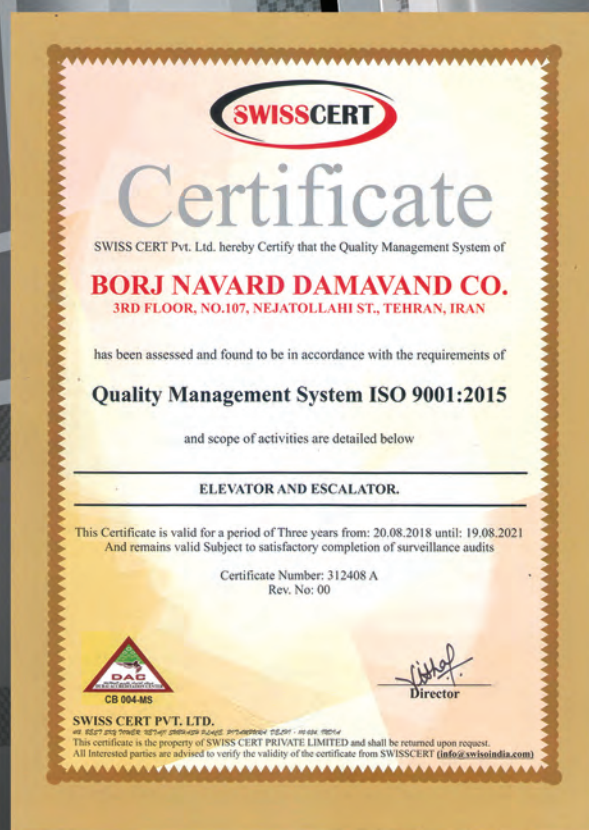 SWISSCERT
Certificate
SWISS CERT Pvt. Ltd. hereby Certify that the Quality Management System of
BORJ NAVARD DAMAVAND CO.
3RD FLOOR, NO.107, NEJATOLLAHI ST., TEHRAN, IRAN
has been assessed and found to be in accordance with the requirements of
Quality Management System ISO 9001:2015
and scope of activities are detailed below
ELEVATOR AND ESCALATOR.
This Certificate is valid for a period of Three years from: 20.08.2018 until: 19.08.2021
And remains valid Subject to satisfactory completion of surveillance audits
Certificate Number: 312408 A
Rev. No: 00
DAC
CB 004-MS
Director
SWISS CERT PVT. LTD.
This certificate is the property of SWISS CERT PRIVATE LIMITED and shall be returned upon request.
All Interested parties are advised to verify the validity of the certificate from SWISSCERT (info@swisoindia.com)